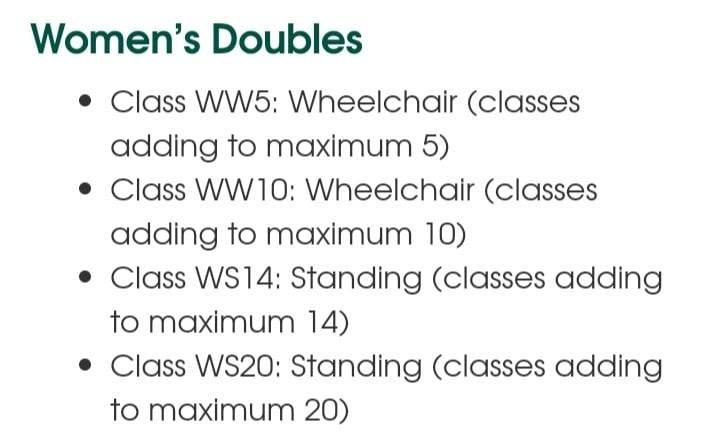 Women's Doubles
• Class WW5: Wheelchair (classes
adding to maximum 5)
• Class WW10: Wheelchair (classes
adding to maximum 10)
• Class WS14: Standing (classes adding
to maximum 14)
• Class WS20: Standing (classes adding
to maximum 20)